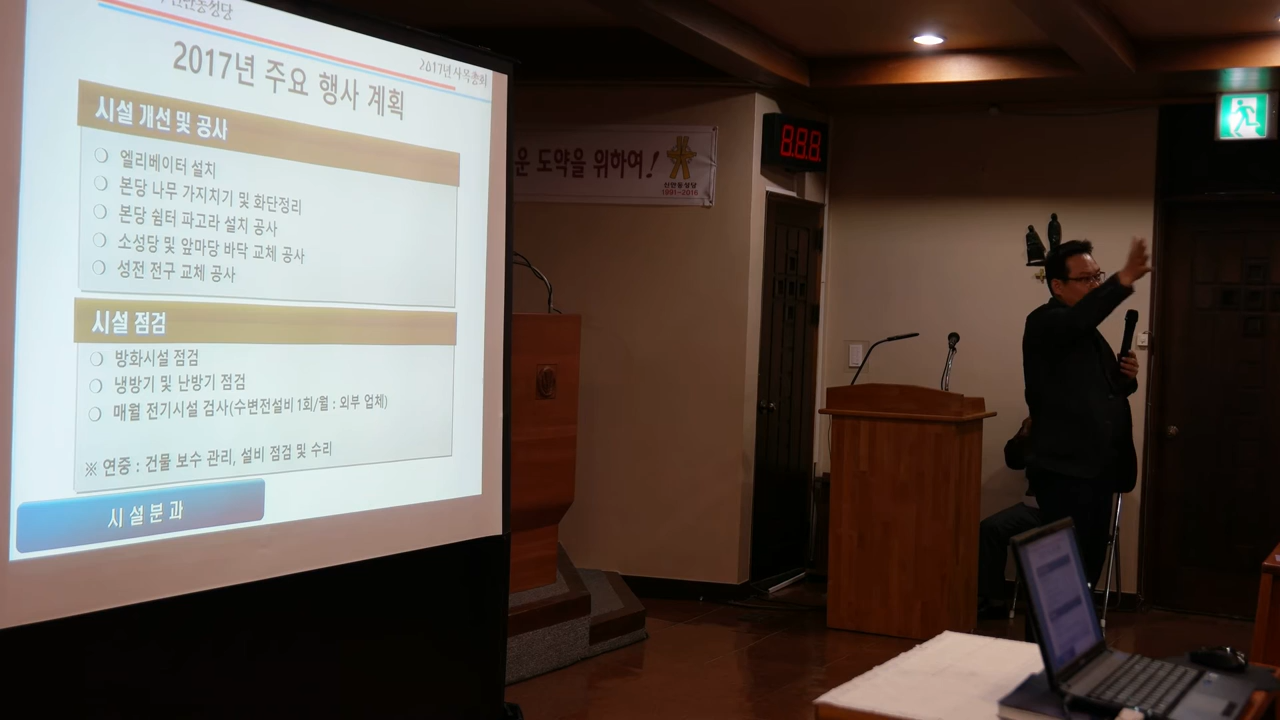 2017년 사목총회
2017년 주요 행사 계획
시설 개선 및 공사
❍ 엘리베이터 설치
❍ 본당 나무 가지치기 및 화단정리
❍ 본당 쉼터 파고라 설치 공사
❍ 소성당 및 앞마당 바닥 교체 공사
❍ 성전 전구 교체 공사
시설 점검
❍ 방화시설 점검
❍ 냉방기 및 난방기 점검
❍ 매월 전기시설 검사(수변전설비 1회/월 : 외부 업체)
※ 연중 : 건물 보수 관리, 설비 점검 및 수리
시설분과
운 도약을 위하여!
신반동성당
1991-2016
888